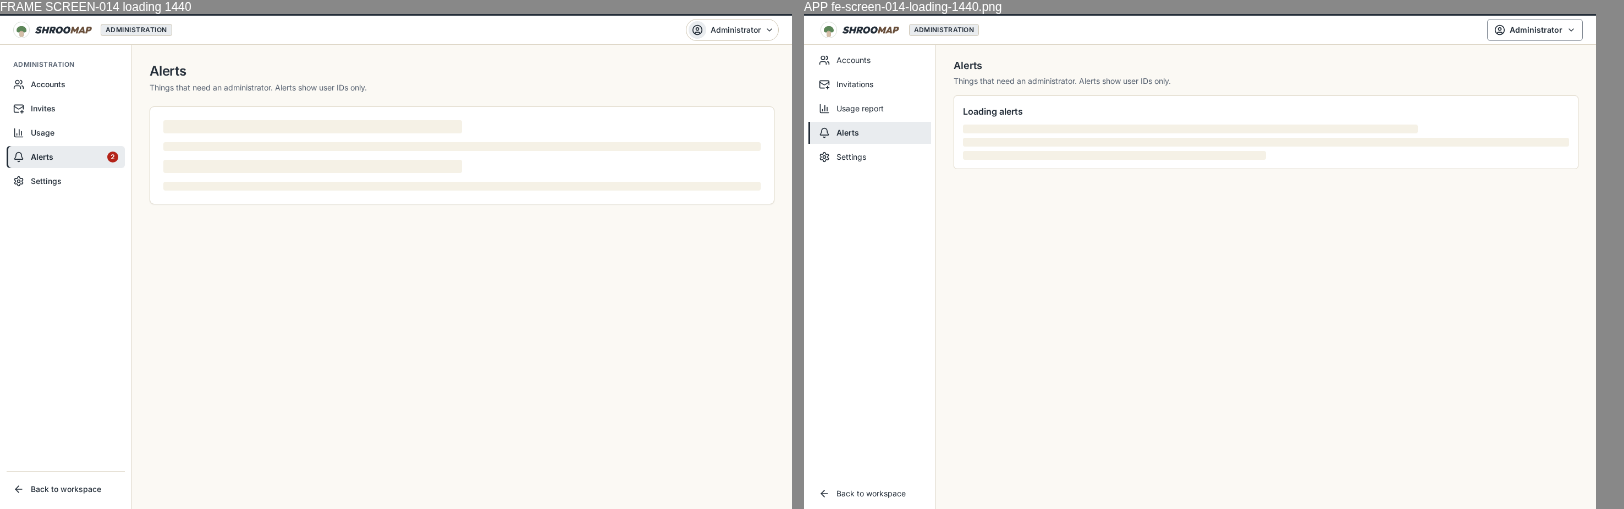 FRAME SCREEN-014 loading 1440
SHROOMAP ADMINISTRATION Administrator
ADMINISTRATION
Accounts
Invites
Usage
Alerts 2
Settings
Back to workspace
Alerts
Things that need an administrator. Alerts show user IDs only.
APP fe-screen-014-loading-1440.png
SHROOMAP ADMINISTRATION Administrator
Accounts
Invitations
Usage report
Alerts
Settings
Back to workspace
Alerts
Things that need an administrator. Alerts show user IDs only.
Loading alerts